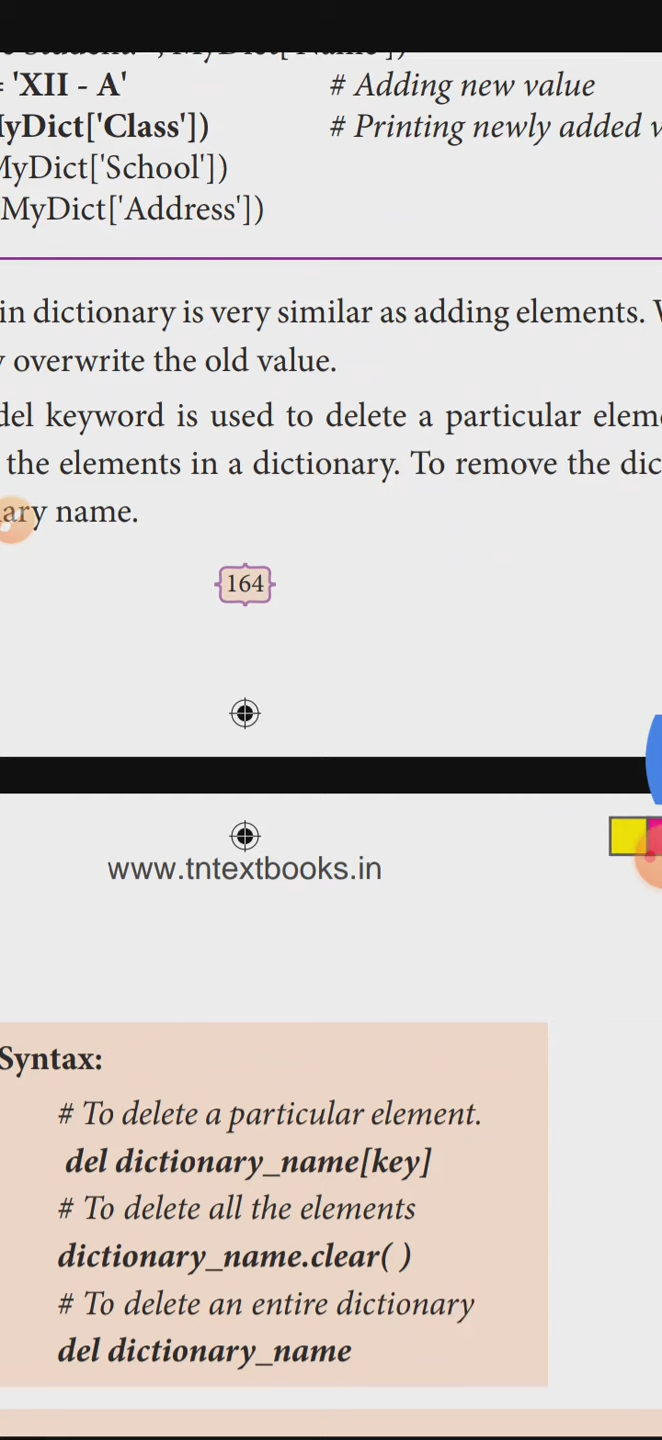 = 'XII - A' # Adding new value
MyDict['Class']) # Printing newly added
MyDict['School'])
MyDict['Address'])
in dictionary is very similar as adding elements.
overwrite the old value.
del keyword is used to delete a particular
the elements in a dictionary. To remove the
name.
164
www.tntextbooks.in
Syntax:
# To delete a particular element.
del dictionary_name[key]
# To delete all the elements
dictionary_name.clear( )
# To delete an entire dictionary
del dictionary_name